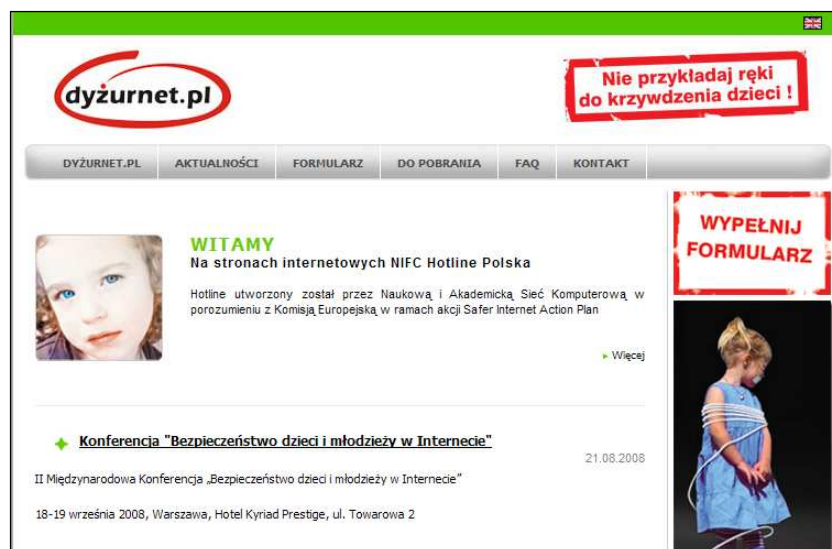 dyżurnet.pl
Nie przykładaj ręki
do krzywdzenia dzieci !
DYŻURNET.PL AKTUALNOŚCI FORMULARZ DO POBRANIA FAQ KONTAKT
WITAMY
Na stronach internetowych NIFC Hotline Polska
Hotline utworzony został przez Naukową i Akademicką Sieć Komputerową w
porozumieniu z Komisją Europejską w ramach akcji Safer Internet Action Plan
Więcej
WYPEŁNIJ
FORMULARZ
Konferencja "Bezpieczeństwo dzieci i młodzieży w Internecie"
21.08.2008
II Międzynarodowa Konferencja „Bezpieczeństwo dzieci i młodzieży w Internecie”
18-19 września 2008, Warszawa, Hotel Kyriad Prestige, ul. Towarowa 2